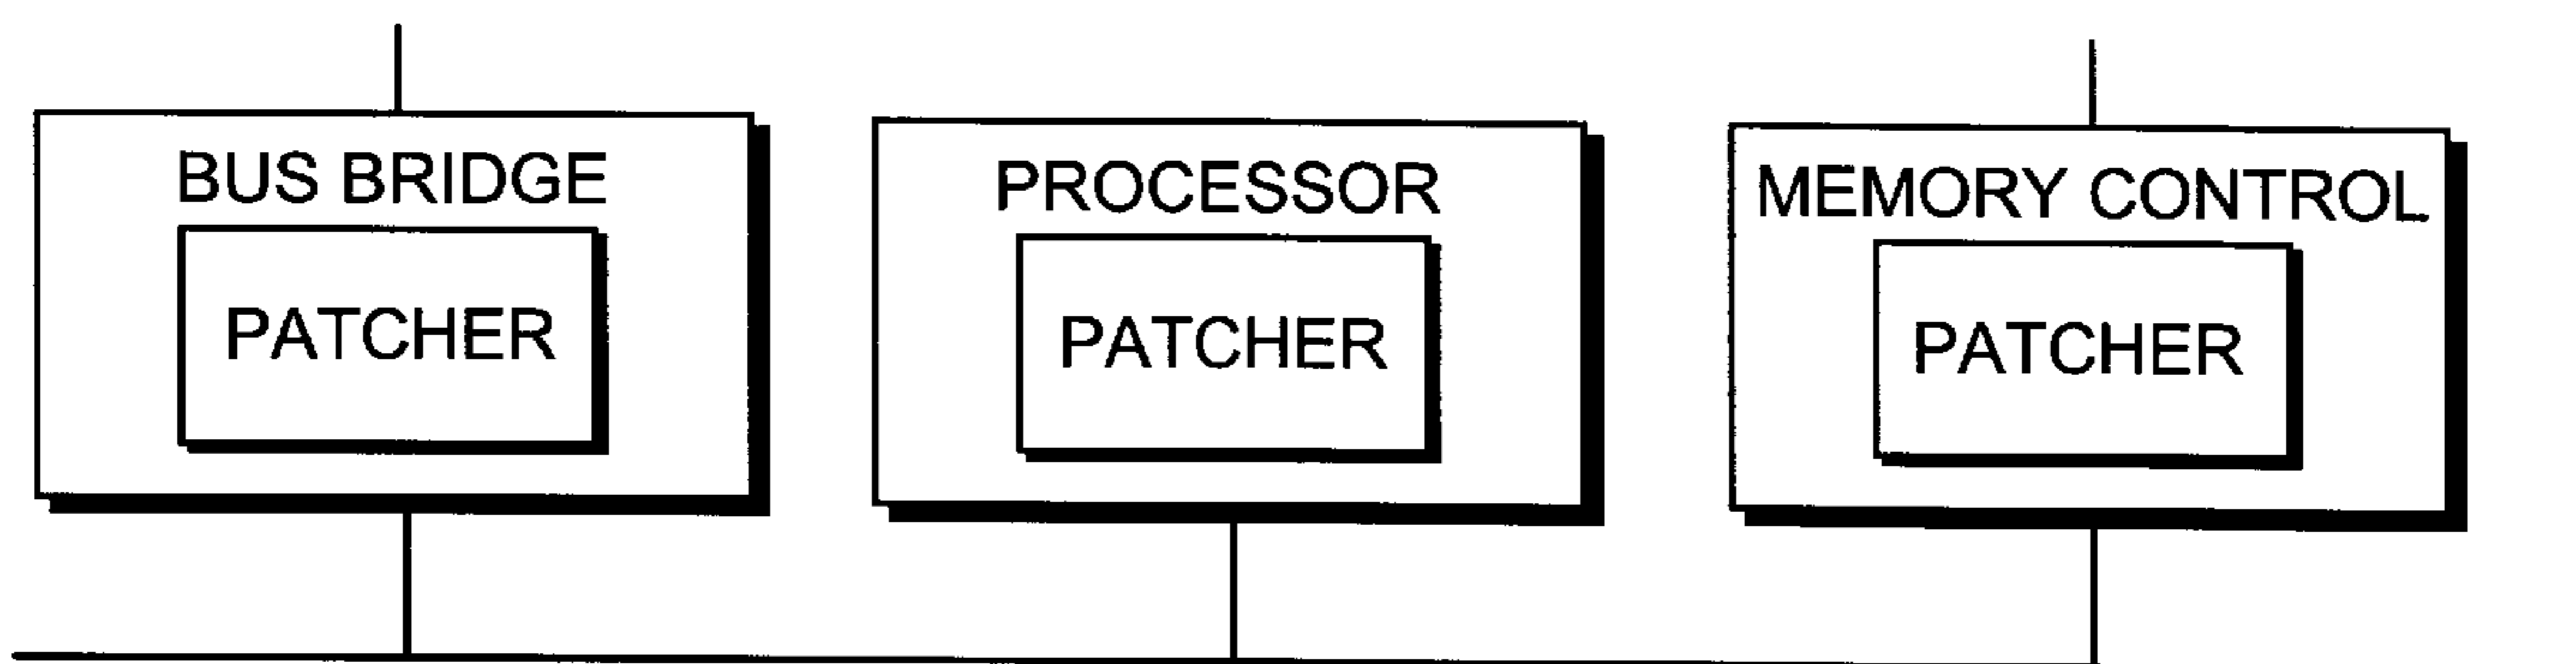 BUS BRIDGE
PATCHER
PROCESSOR
PATCHER
MEMORY CONTROL
PATCHER